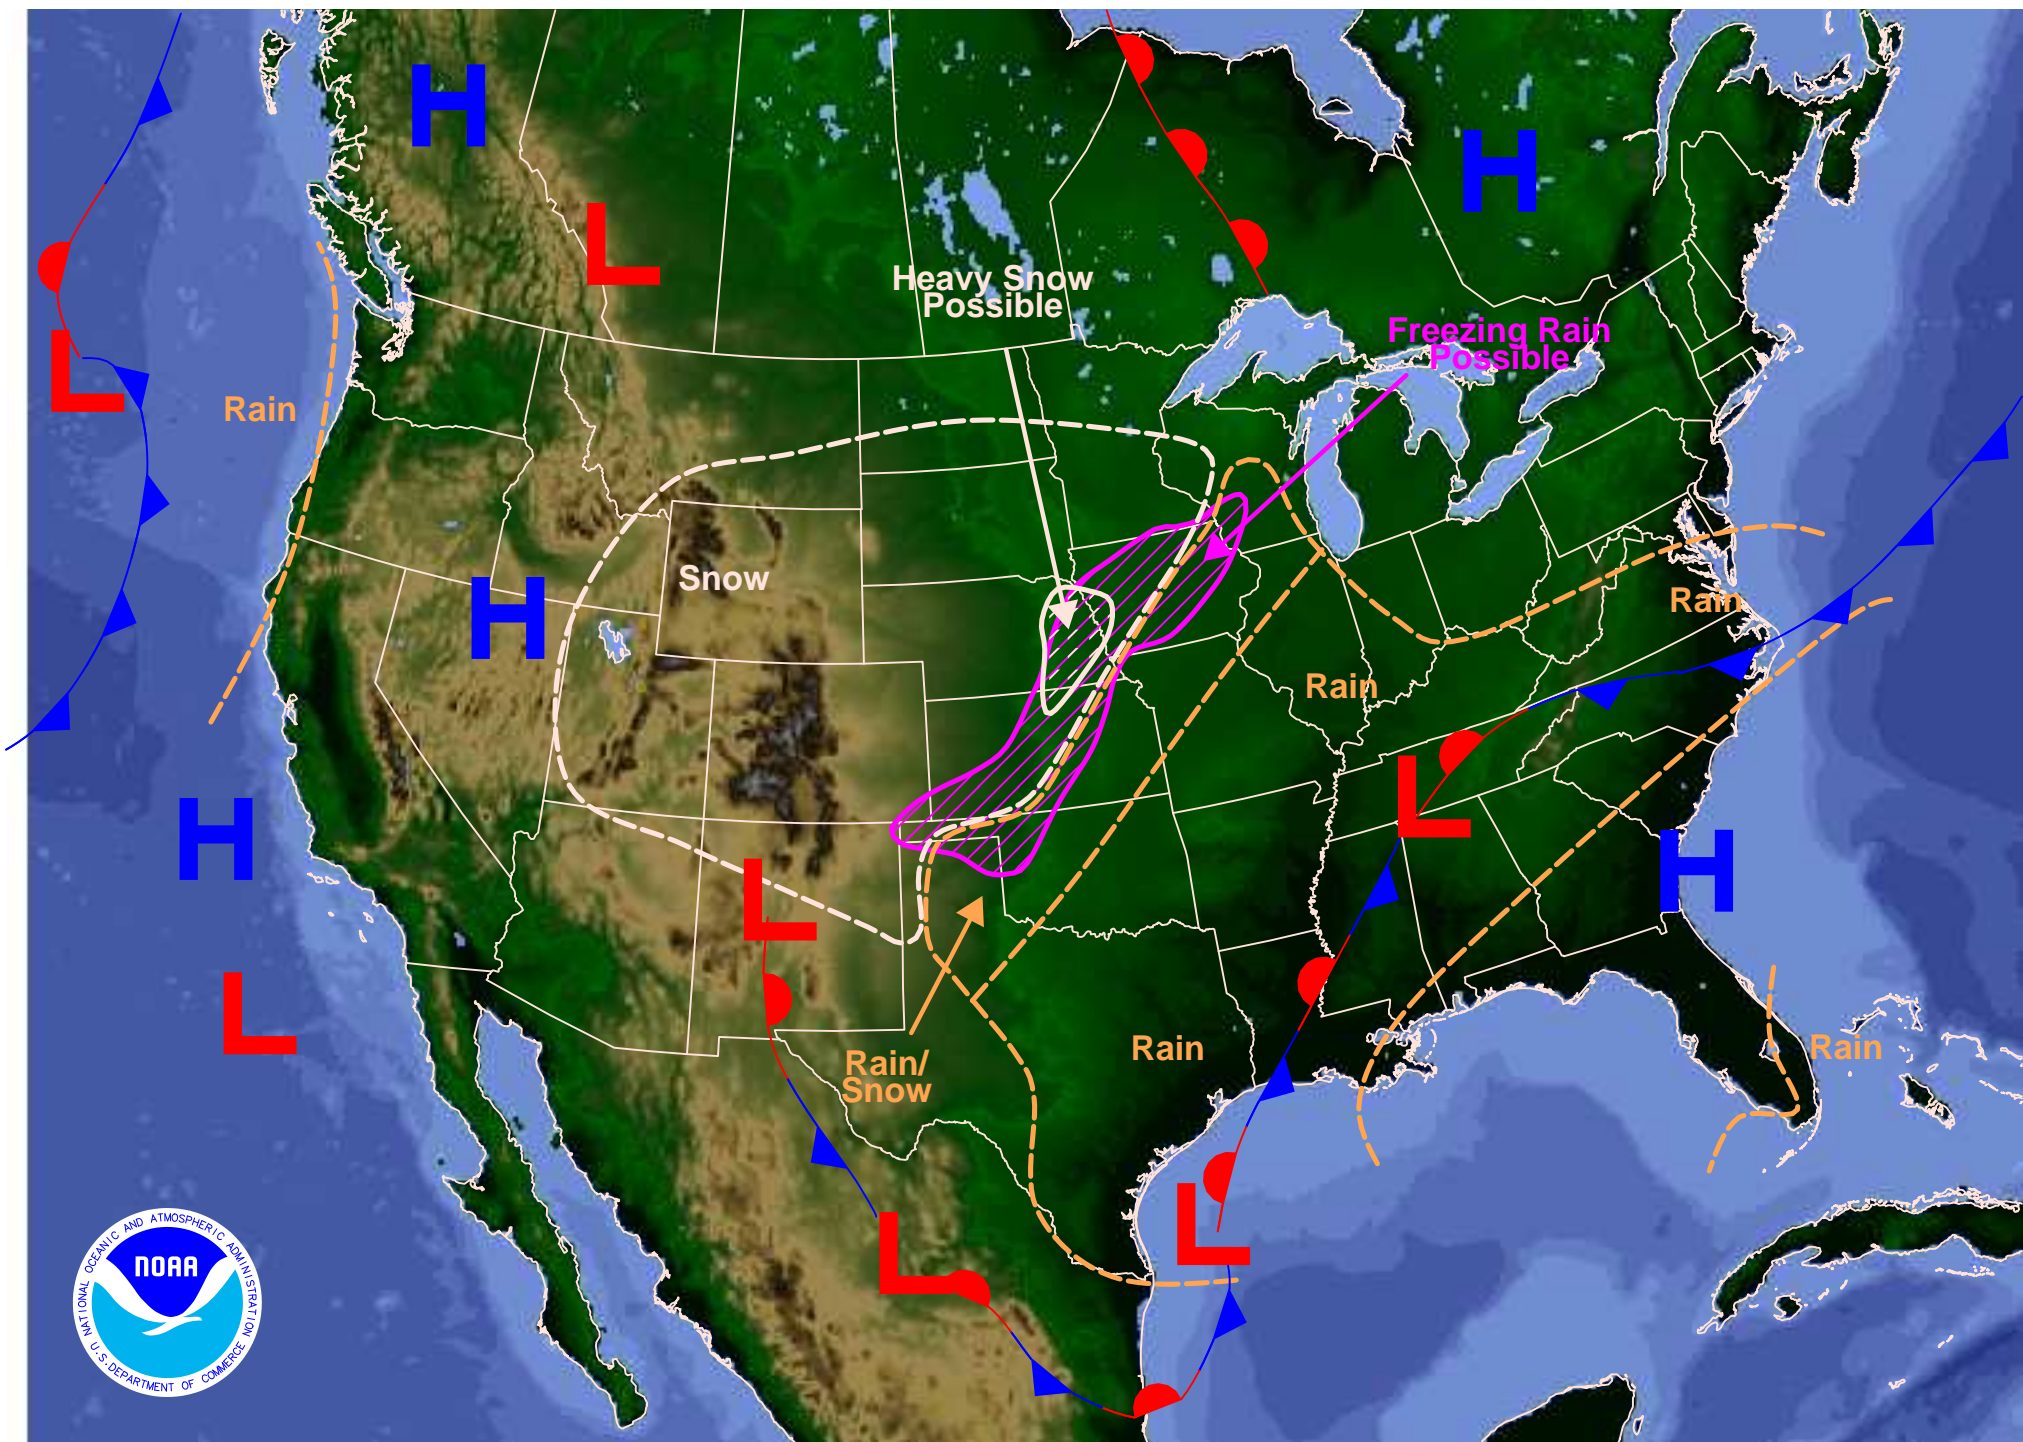 H
H
L
Heavy Snow
Possible
Freezing Rain
Possible
L
Rain
Snow
H
Rain
Rain
H
L
H
L
L
Rain/
Snow
Rain
Rain
L
L
NATIONAL OCEANIC AND ATMOSPHERIC ADMINISTRATION
NOAA
U.S. DEPARTMENT OF COMMERCE